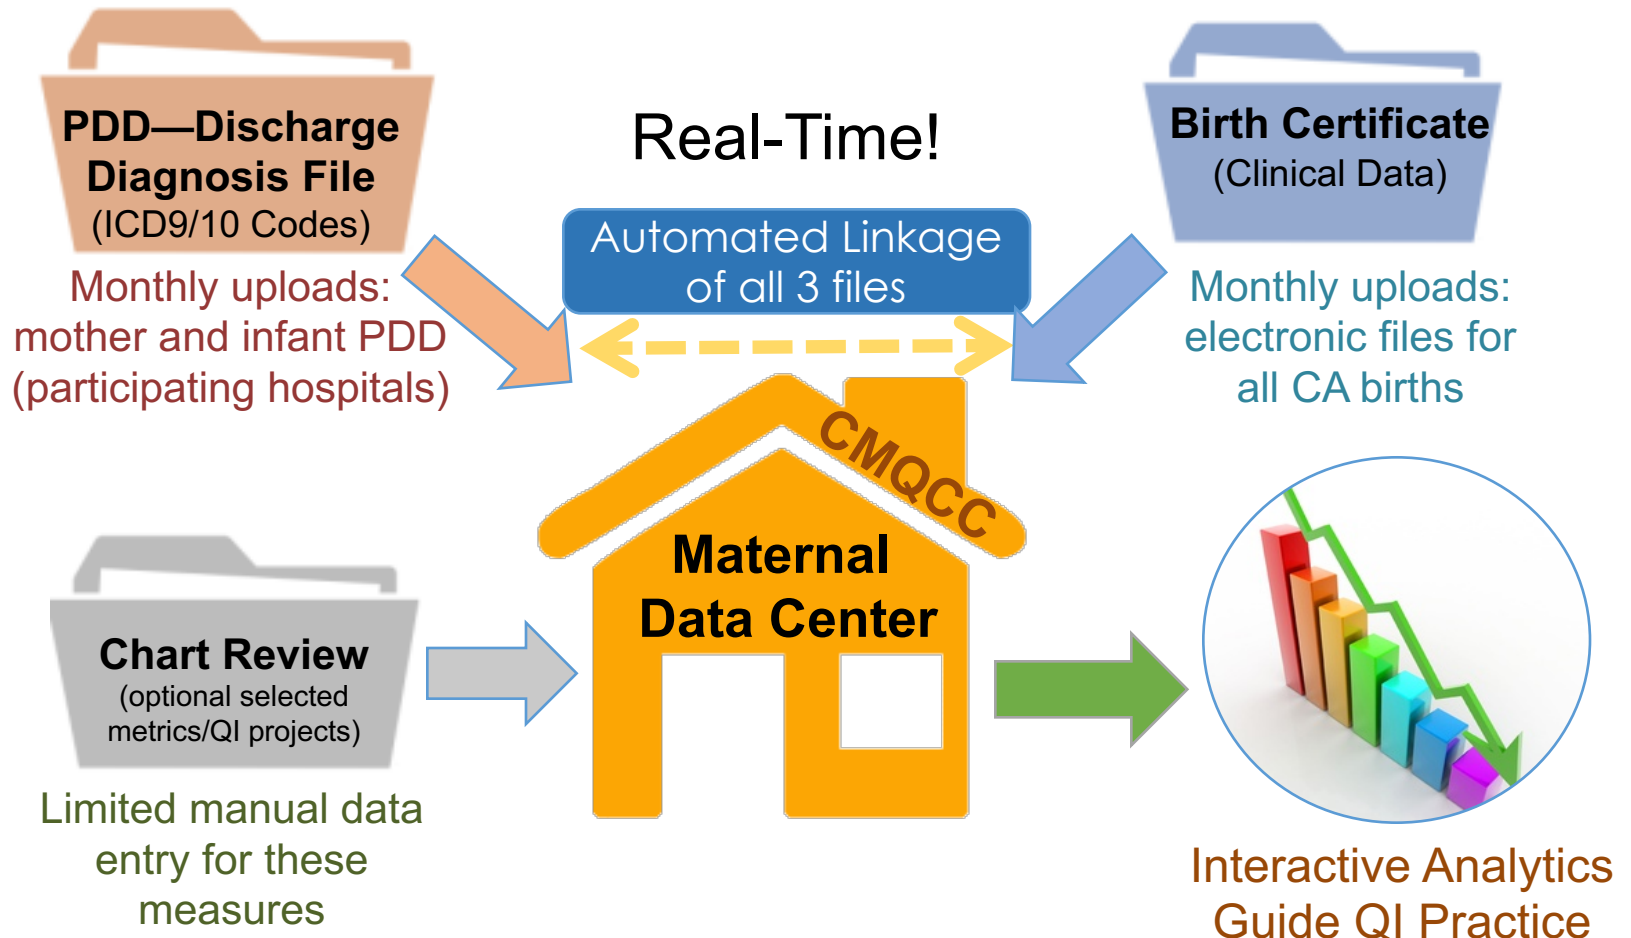 PDD—Discharge
Diagnosis File
(ICD9/10 Codes)
Monthly uploads:
mother and infant PDD
(participating hospitals)
Real-Time!
Automated Linkage
of all 3 files
Birth Certificate
(Clinical Data)
Monthly uploads:
electronic files for
all CA births
CMQCC
Maternal
Data Center
Chart Review
(optional selected
metrics/QI projects)
Limited manual data
entry for these
measures
Interactive Analytics
Guide QI Practice